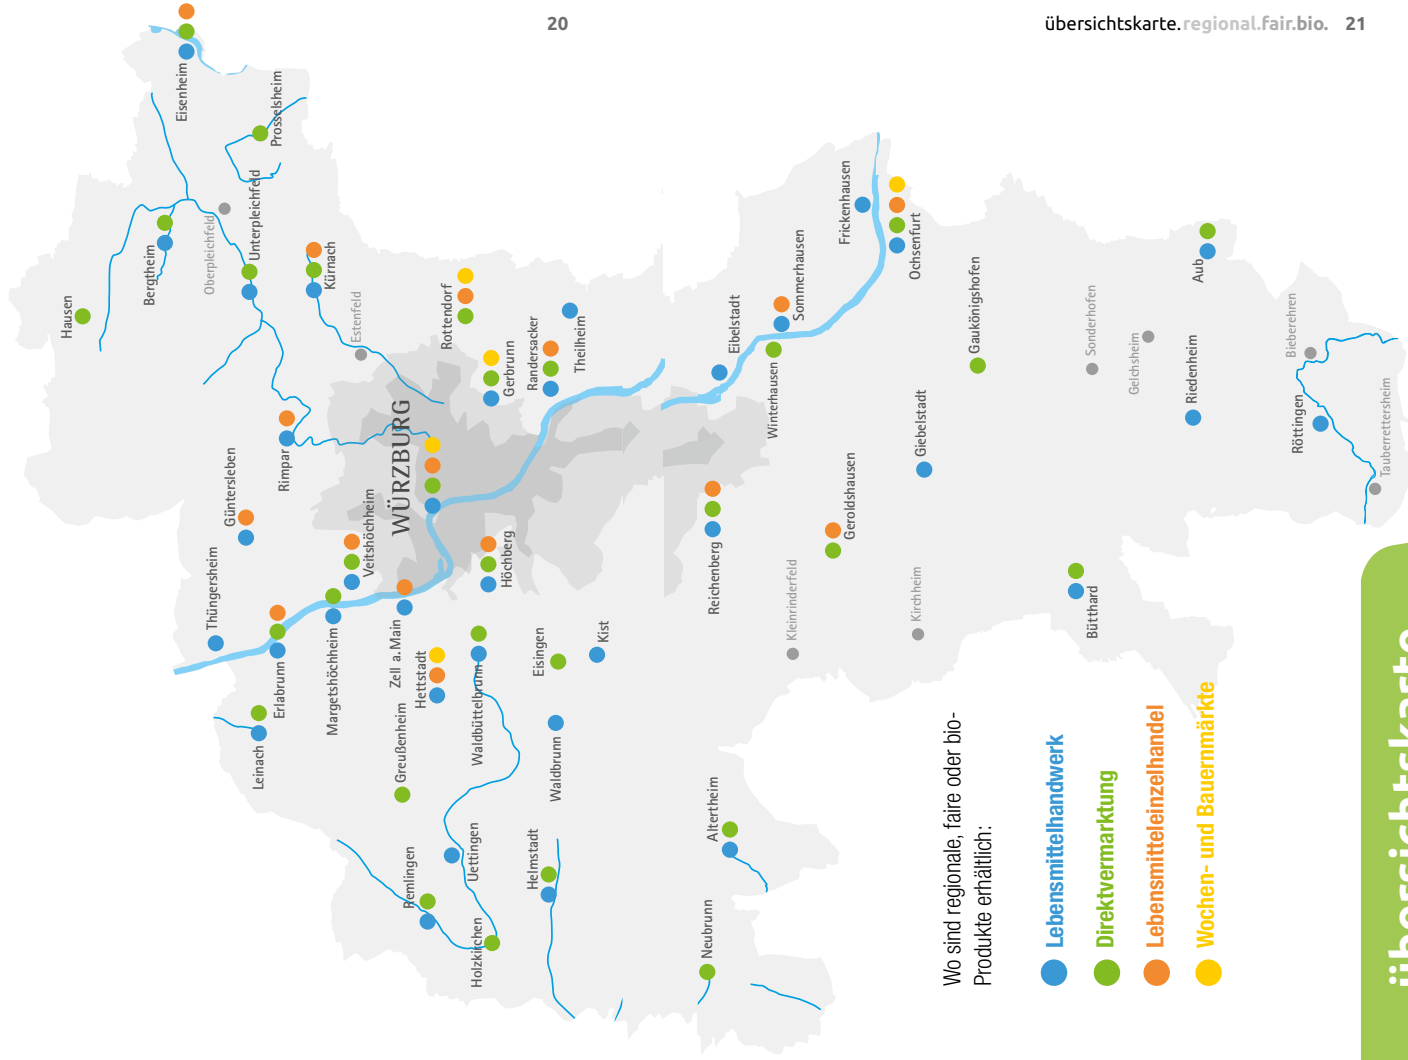 20
übersichtskarte.regional.fair.bio. 21
Eisenheim
Prosselsheim
Hausen
Bergtheim
Oberpleichfeld
Unterpleichfeld
Kürnach
Estenfeld
Rottendorf
Gerbrunn
Randersacker
Theilheim
Rimpar
Güntersleben
WÜRZBURG
Veitshöchheim
Thüngersheim
Erlabrunn
Margetshöchheim
Zell a.Main
Höchberg
Hettstadt
Leinach
Greußenheim
Waldbüttelbrunn
Eisingen
Kist
Waldbrunn
Remlingen
Uettingen
Holzkirchen
Helmstadt
Neubrunn
Altertheim
Frickenhausen
Ochsenfurt
Sommerhausen
Eibelstadt
Winterhausen
Gaukönigshofen
Giebelstadt
Geroldshausen
Reichenberg
Kleinrinderfeld
Kirchheim
Bütthard
Sonderhofen
Gelchsheim
Aub
Riedenheim
Bieberehren
Röttingen
Tauberrettersheim
Wo sind regionale, faire oder bio-
Produkte erhältlich:
Lebensmittelhandwerk
Direktvermarktung
Lebensmitteleinzelhandel
Wochen- und Bauernmärkte
übersichtskarte